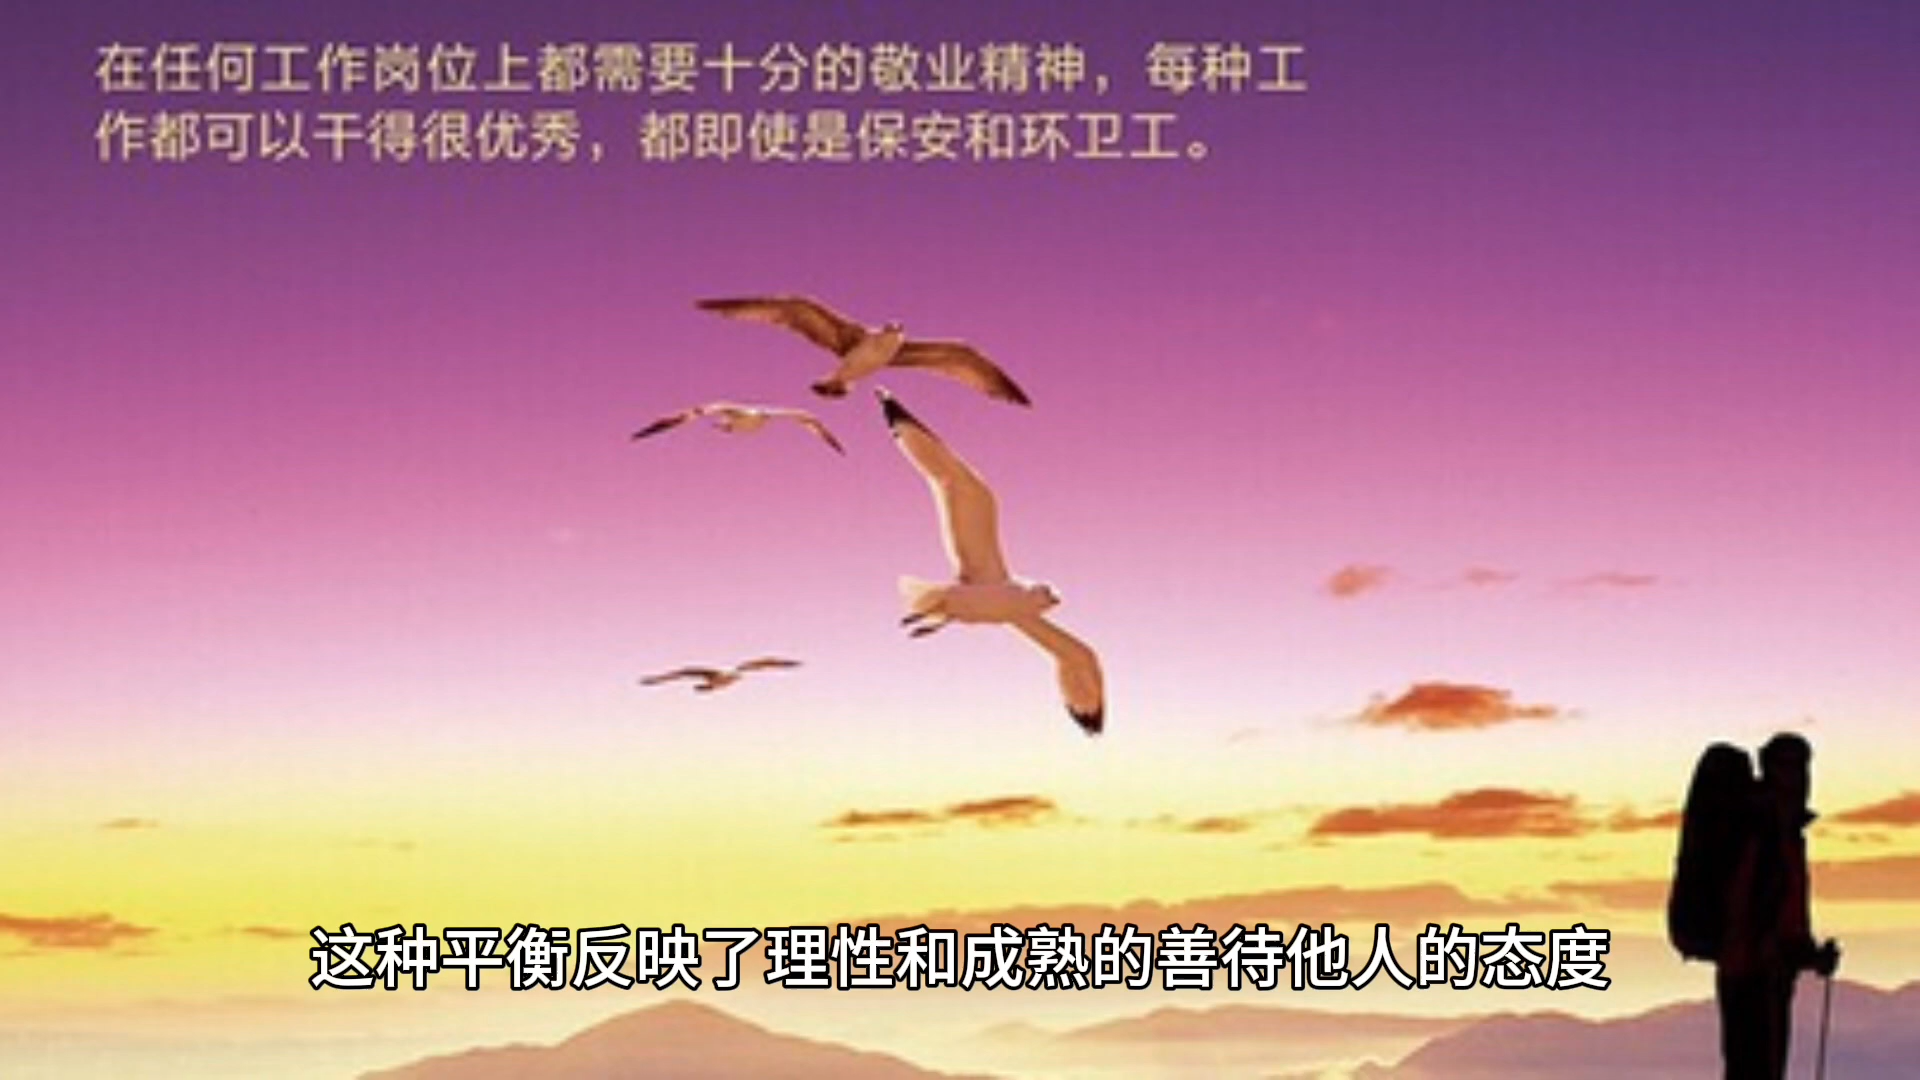 在任何工作岗位上都需要十分的敬业精神，每种工
作都可以干得很优秀，都即使是保安和环卫工。
这种平衡反映了理性和成熟的善待他人的态度